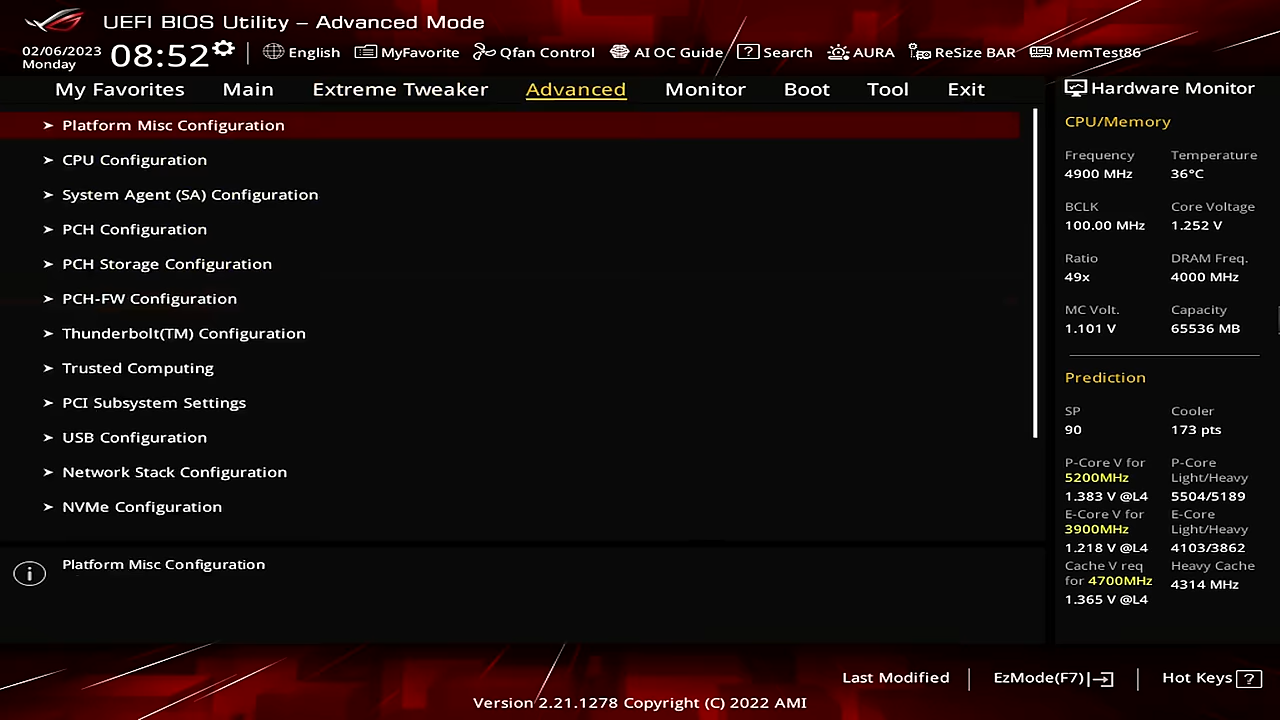 UEFI BIOS Utility – Advanced Mode
02/06/2023
Monday
08:52
English
MyFavorite
Qfan Control
AI OC Guide
? Search
AURA
ReSize BAR
MemTest86
My Favorites
Main
Extreme Tweaker
Advanced
Monitor
Boot
Tool
Exit
➤ Platform Misc Configuration
➤ CPU Configuration
➤ System Agent (SA) Configuration
➤ PCH Configuration
➤ PCH Storage Configuration
➤ PCH-FW Configuration
➤ Thunderbolt(TM) Configuration
➤ Trusted Computing
➤ PCI Subsystem Settings
➤ USB Configuration
➤ Network Stack Configuration
➤ NVMe Configuration
i Platform Misc Configuration
Hardware Monitor
CPU/Memory
Frequency Temperature
4900 MHz 36°C
BCLK Core Voltage
100.00 MHz 1.252 V
Ratio DRAM Freq.
49x 4000 MHz
MC Volt. Capacity
1.101 V 65536 MB
Prediction
SP Cooler
90 173 pts
P-Core V for P-Core
5200MHz Light/Heavy
1.383 V @L4 5504/5189
E-Core V for E-Core
3900MHz Light/Heavy
1.218 V @L4 4103/3862
Cache V req Heavy Cache
for 4700MHz 4314 MHz
1.365 V @L4
Last Modified
EzMode(F7)
Hot Keys ?
Version 2.21.1278 Copyright (C) 2022 AMI